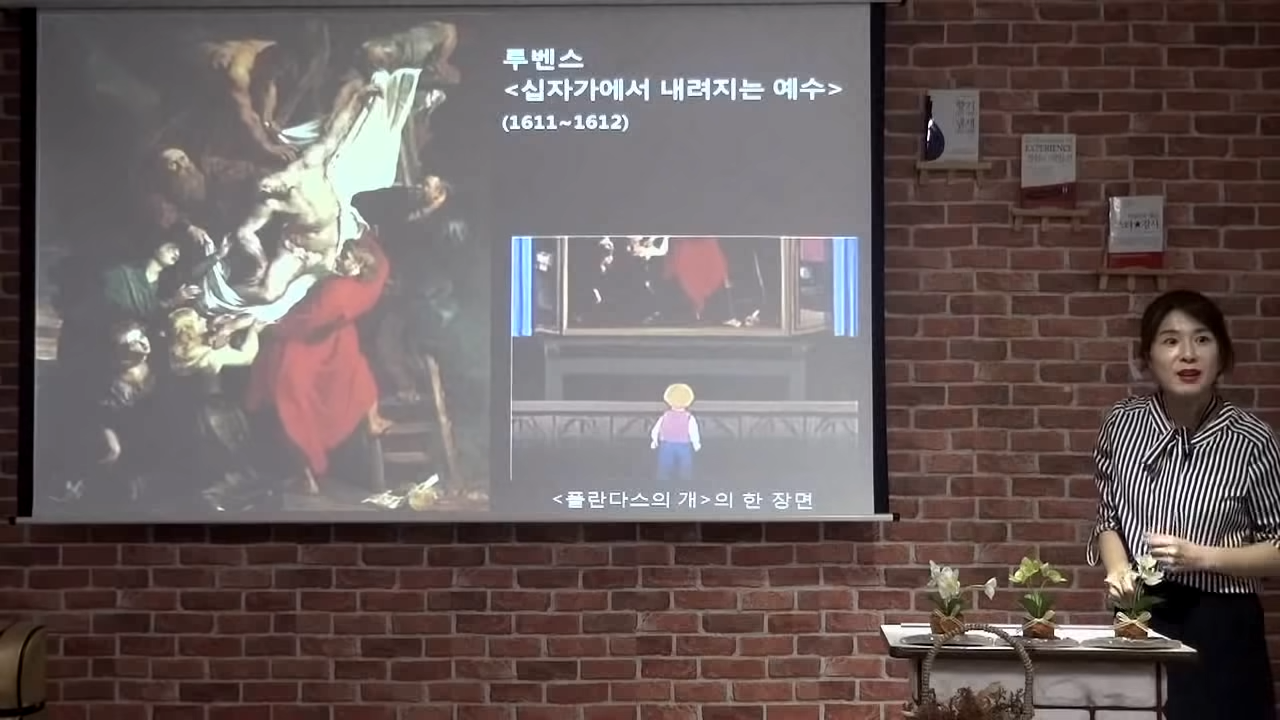 루벤스
<십자가에서 내려지는 예수>
(1611~1612)
<플란다스의 개>의 한 장면
EXPERIENCE